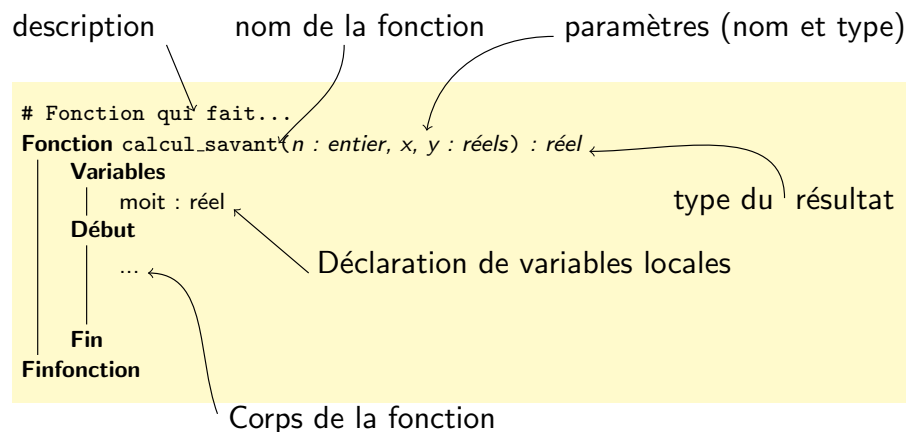 description nom de la fonction paramètres (nom et type)
# Fonction qui fait...
Fonction calcul_savant(n : entier, x, y : réels) : réel
Variables
moit : réel
type du résultat
Début
Déclaration de variables locales
...
Fin
Finfonction
Corps de la fonction